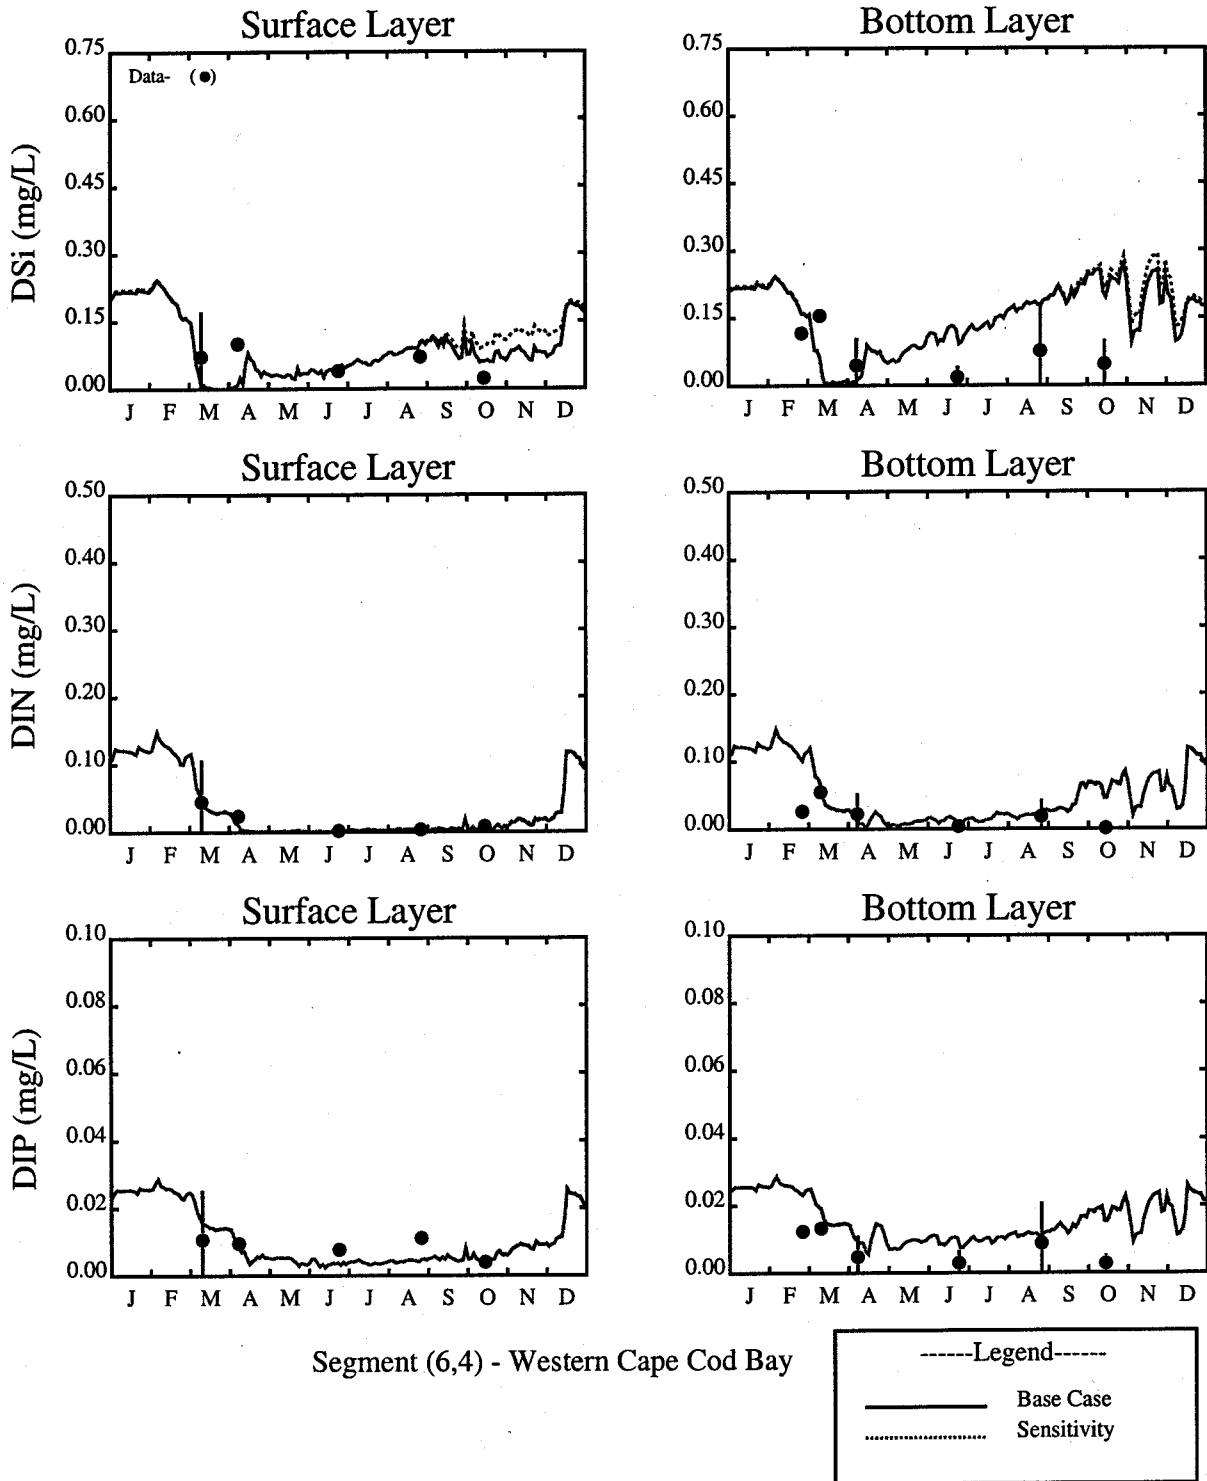 Surface Layer
Bottom Layer
DSi (mg/L)
0.75
0.60
0.45
0.30
0.15
0.00
Data- (●)
J F M A M J J A S O N D
0.75
0.60
0.45
0.30
0.15
0.00
J F M A M J J A S O N D
Surface Layer
Bottom Layer
DIN (mg/L)
0.50
0.40
0.30
0.20
0.10
0.00
J F M A M J J A S O N D
0.50
0.40
0.30
0.20
0.10
0.00
J F M A M J J A S O N D
Surface Layer
Bottom Layer
DIP (mg/L)
0.10
0.08
0.06
0.04
0.02
0.00
J F M A M J J A S O N D
0.10
0.08
0.06
0.04
0.02
0.00
J F M A M J J A S O N D
Segment (6,4) - Western Cape Cod Bay
------Legend------
Base Case
Sensitivity